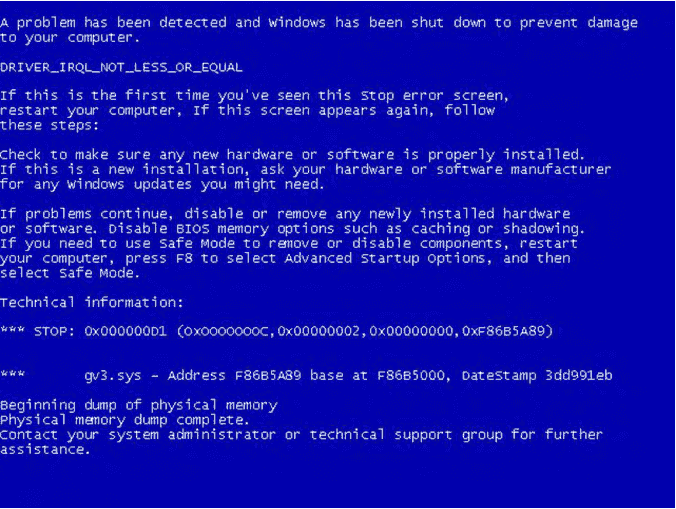 A problem has been detected and Windows has been shut down to prevent damage
to your computer.
DRIVER_IRQL_NOT_LESS_OR_EQUAL
If this is the first time you've seen this Stop error screen,
restart your computer, If this screen appears again, follow
these steps:
Check to make sure any new hardware or software is properly installed.
If this is a new installation, ask your hardware or software manufacturer
for any Windows updates you might need.
If problems continue, disable or remove any newly installed hardware
or software. Disable BIOS memory options such as caching or shadowing.
If you need to use Safe Mode to remove or disable components, restart
your computer, press F8 to select Advanced Startup Options, and then
select Safe Mode.
Technical information:
*** STOP: 0x000000D1 (0x0000000C,0x00000002,0x00000000,0xF86B5A89)
*** gv3.sys - Address F86B5A89 base at F86B5000, DateStamp 3dd991eb
Beginning dump of physical memory
Physical memory dump complete.
Contact your system administrator or technical support group for further
assistance.